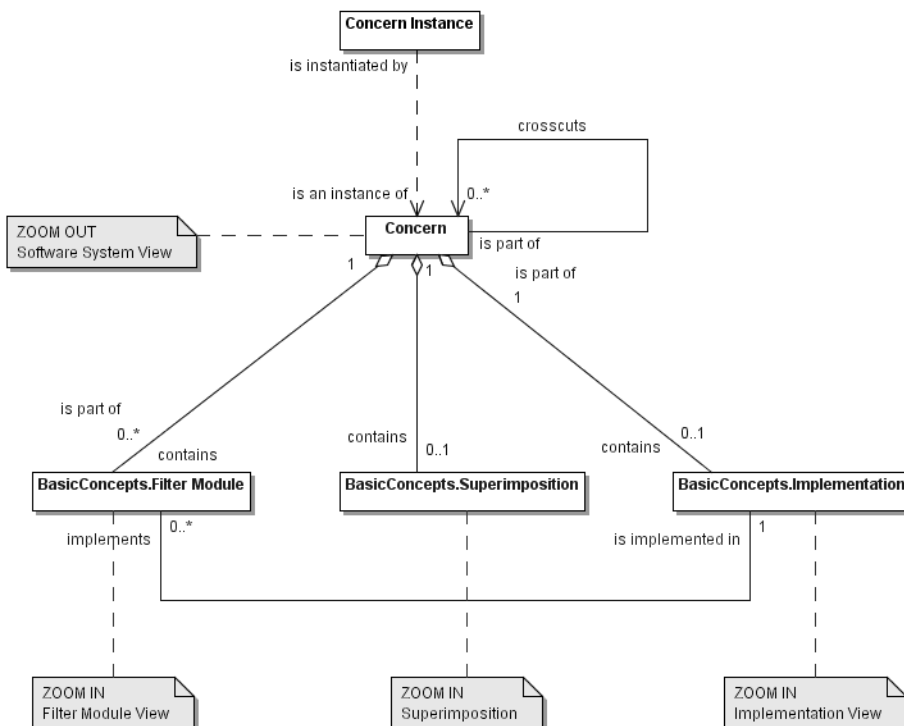 Concern Instance
is instantiated by
crosscuts
is an instance of
0..*
Concern
ZOOM OUT
Software System View
is part of
1
1
is part of
1
is part of
0..*
contains
contains
0..1
contains
0..1
BasicConcepts.Filter Module
BasicConcepts.Superimposition
BasicConcepts.Implementation
implements
0..*
is implemented in
1
ZOOM IN
Filter Module View
ZOOM IN
Superimposition
ZOOM IN
Implementation View